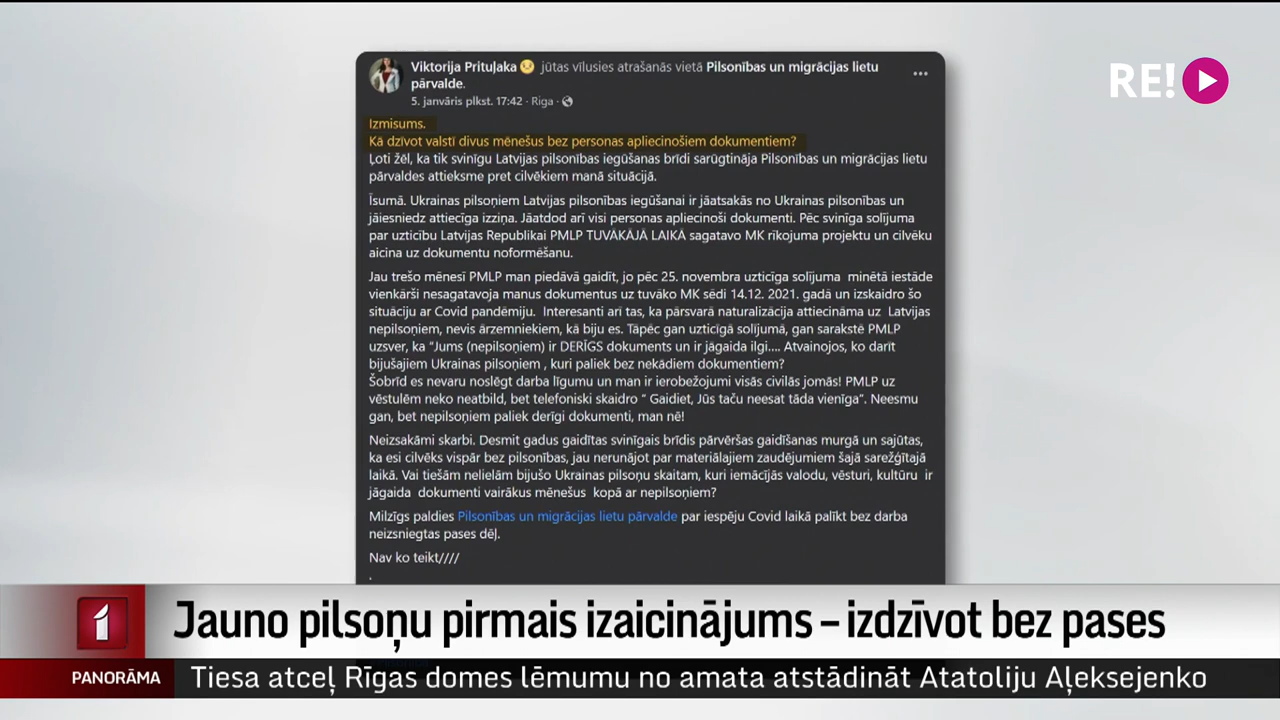 RE!
Viktorija Prituļaka jūtas vīlusies atrašanās vietā Pilsonības un migrācijas lietu
pārvalde.
5. janvāris plkst. 17:42 · Rīga ·
Izmisums.
Kā dzīvot valstī divus mēnešus bez personas apliecinošiem dokumentiem?
Ļoti žēl, ka tik svinīgu Latvijas pilsonības iegūšanas brīdi sarūgtināja Pilsonības un migrācijas lietu
pārvaldes attieksme pret cilvēkiem manā situācijā.
Īsumā. Ukrainas pilsoņiem Latvijas pilsonības iegūšanai ir jāatsakās no Ukrainas pilsonības un
jāiesniedz attiecīga izziņa. Jāatdod arī visi personas apliecinoši dokumenti. Pēc svinīga solījuma
par uzticību Latvijas Republikai PMLP TUVĀKAJĀ LAIKĀ sagatavo MK rīkojuma projektu un cilvēku
aicina uz dokumentu noformēšanu.
Jau trešo mēnesī PMLP man piedāvā gaidīt, jo pēc 25. novembra uzticīga solījuma minētā iestāde
vienkārši nesagatavoja manus dokumentus uz tuvāko MK sēdi 14.12. 2021. gadā un izskaidro šo
situāciju ar Covid pandēmiju. Interesanti arī tas, ka pārsvarā naturalizācija attiecināma uz Latvijas
nepilsoņiem, nevis ārzemniekiem, kā biju es. Tāpēc gan uzticīgā solījumā, gan sarakstē PMLP
uzsver, ka "Jums (nepilsoņiem) ir DERĪGS dokuments un ir jāgaida ilgi.... Atvainojos, ko darīt
bijušajiem Ukrainas pilsoņiem , kuri paliek bez nekādiem dokumentiem?
Šobrīd es nevaru noslēgt darba līgumu un man ir ierobežojumi visās civilās jomās! PMLP uz
vēstulēm neko neatbild, bet telefoniski skaidro " Gaidiet, Jūs taču neesat tāda vienīga". Neesmu
gan, bet nepilsoņiem paliek derīgi dokumenti, man nē!
Neizsakāmi skarbi. Desmit gadus gaidītas svinīgais brīdis pārvēršas gaidīšanas murgā un sajūtas,
ka esi cilvēks vispār bez pilsonības, jau nerunājot par materiālajiem zaudējumiem šajā sarežģītajā
laikā. Vai tiešām nelielām bijušo Ukrainas pilsoņu skaitam, kuri iemācījās valodu, vēsturi, kultūru ir
jāgaida dokumenti vairākus mēnešus kopā ar nepilsoņiem?
Milzīgs paldies Pilsonības un migrācijas lietu pārvalde par iespēju Covid laikā palīkt bez darba
neizsniegtas pases dēļ.
Nav ko teikt////
.
1
Jauno pilsoņu pirmais izaicinājums – izdzīvot bez pases
PANORĀMA
Tiesa atceļ Rīgas domes lēmumu no amata atstādināt Atatoliju Aļeksejenko